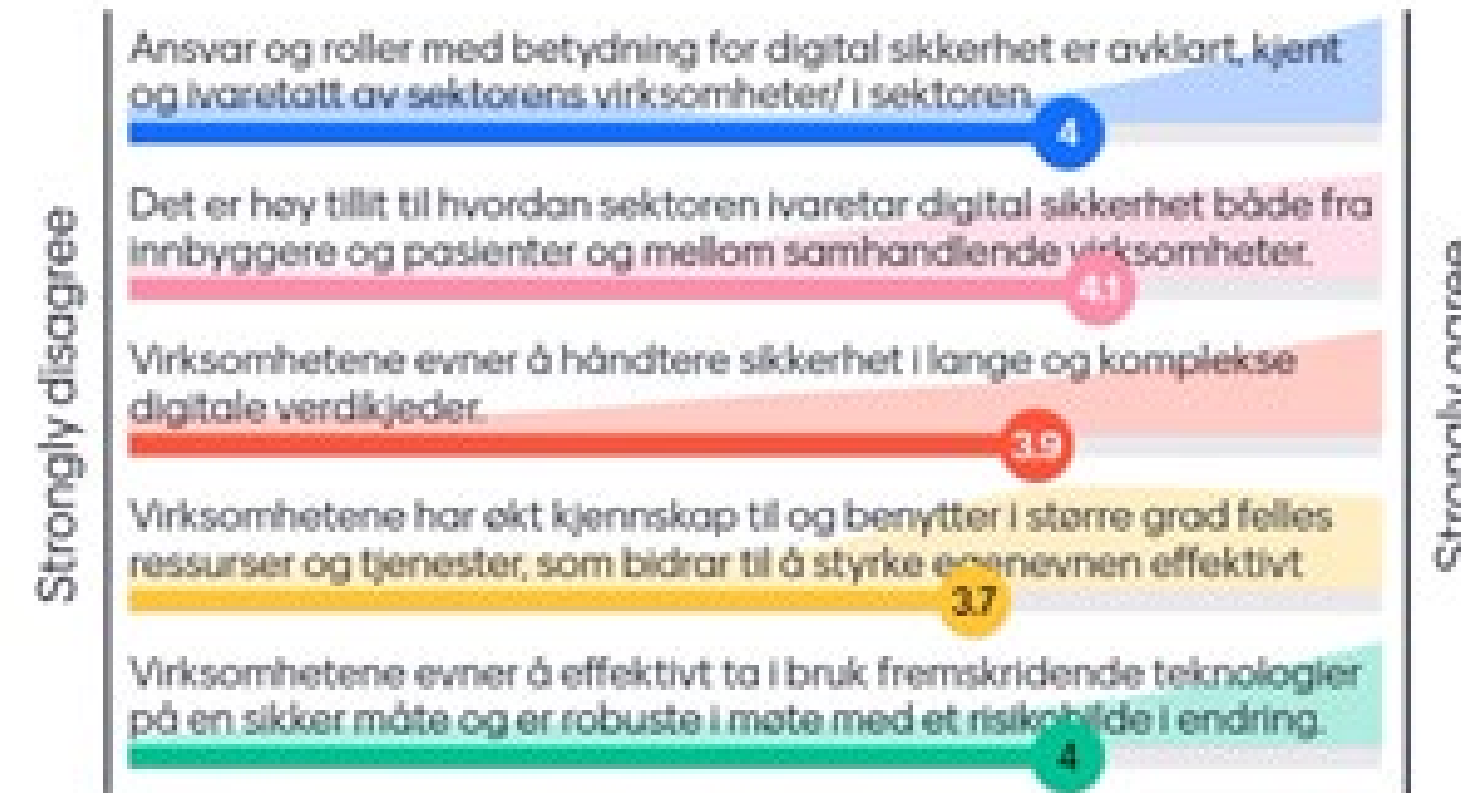 Strongly disagree
Ansvar og roller med betydning for digital sikkerhet er avklart, kjent
og ivaretatt av sektorens virksomheter/ i sektoren.
4
Det er høy tillit til hvordan sektoren ivaretar digital sikkerhet både fra
innbyggere og pasienter og mellom samhandlende virksomheter.
4.1
Virksomhetene evner å håndtere sikkerhet i lange og komplekse
digitale verdikjeder.
3.9
Virksomhetene har økt kjennskap til og benytter i større grad felles
ressurser og tjenester, som bidrar til å styrke egenevnen effektivt
3.7
Virksomhetene evner å effektivt ta i bruk fremskridende teknologier
på en sikker måte og er robuste i møte med et risikobilde i endring.
4
Strongly agree